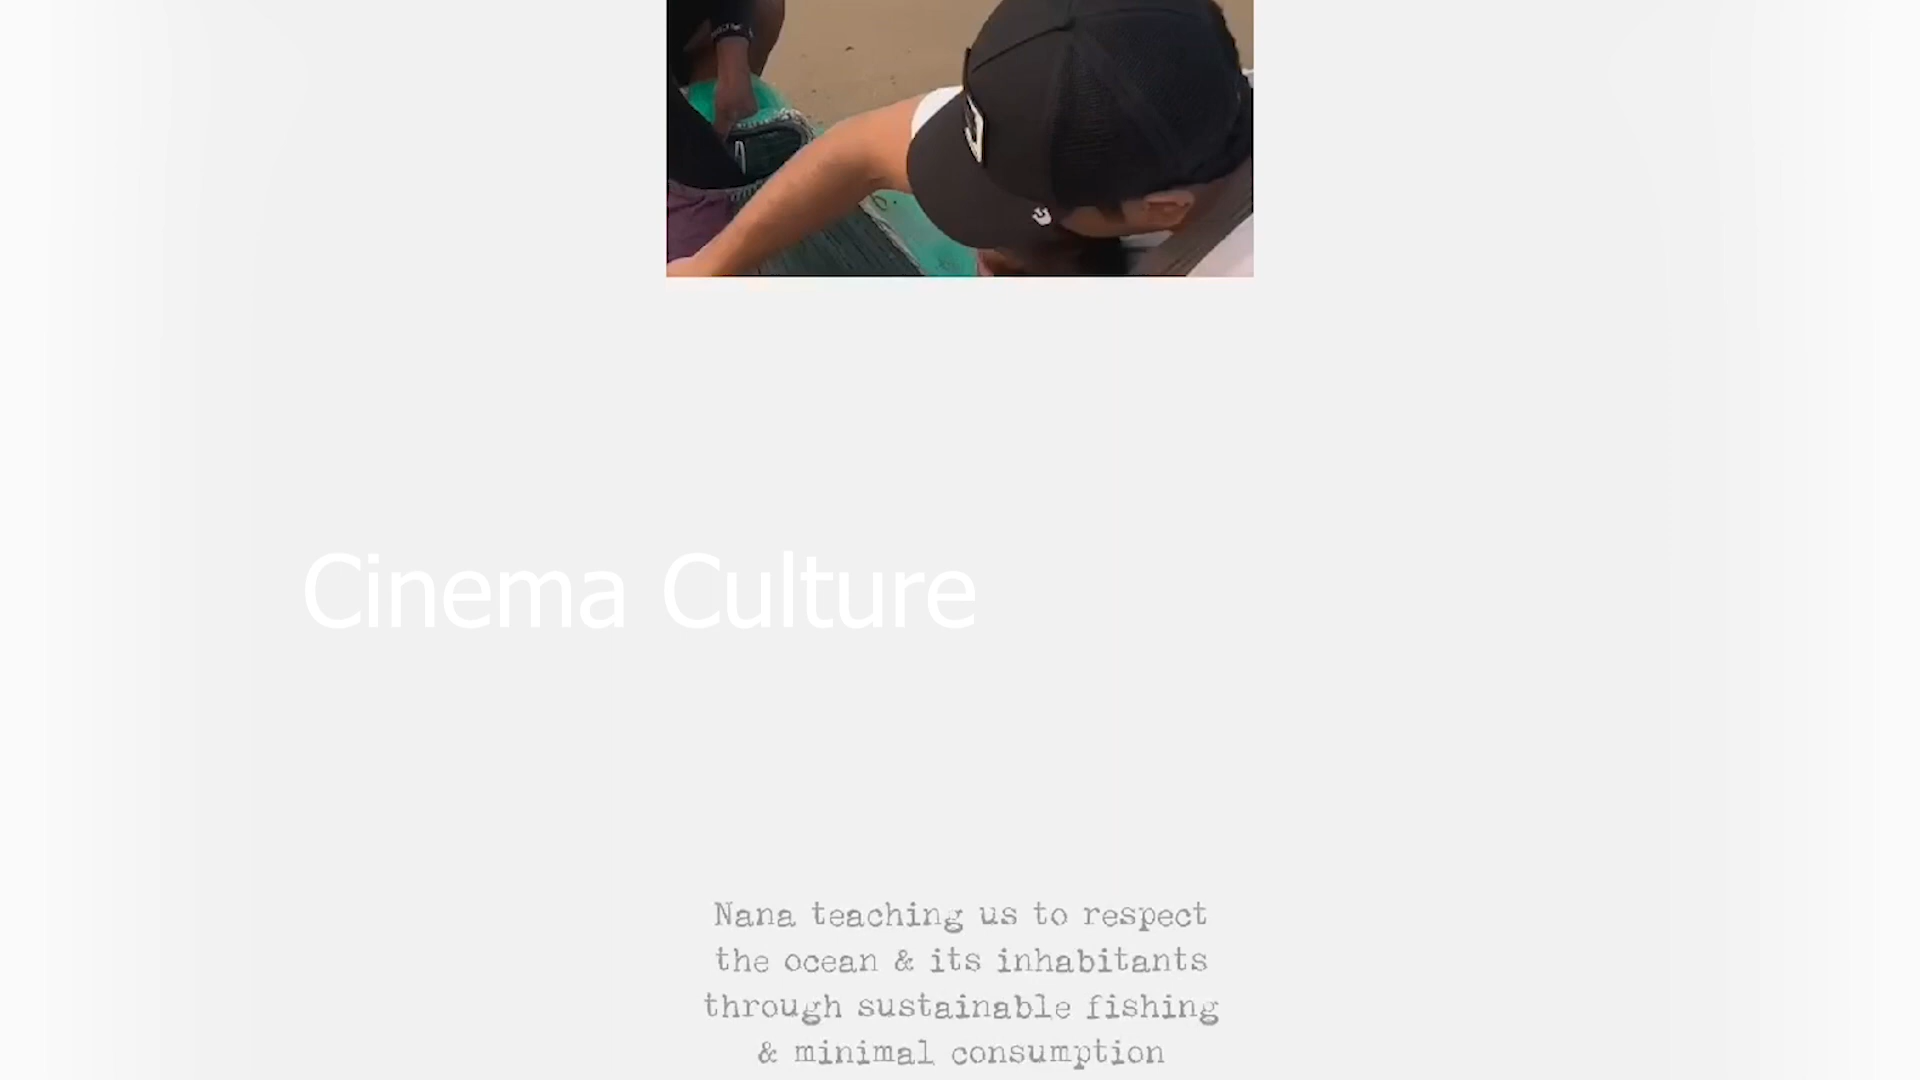 Cinema Culture
Nana teaching us to respect
the ocean & its inhabitants
through sustainable fishing
& minimal consumption